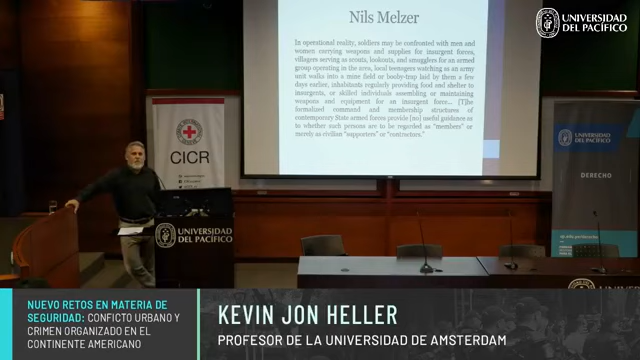 Nils Melzer
In operational reality, soldiers may be confronted with men and
women carrying weapons and supplies for insurgent forces,
villagers serving as scouts, lookouts, and smugglers for an armed
group operating in the area, local teenagers watching as an army
unit walks into a mine field or booby-trap laid by them a few
days earlier, inhabitants regularly providing food and shelter to
insurgents, or skilled individuals assembling or maintaining
weapons and equipment for an insurgent force... [T]he
formalized command and membership structures of
contemporary State armed forces provide [no] useful guidance as
to whether such persons are to be regarded as “members” or
merely as civilian “supporters” or “contractors.”
UNIVERSIDAD
DEL PACÍFICO
CICR
UNIVERSIDAD
DEL PACÍFICO
DERECHO
UNIVERSIDAD
DEL PACÍFICO
UNIVERSIDAD
NUEVO RETOS EN MATERIA DE
SEGURIDAD: CONFICTO URBANO Y
CRIMEN ORGANIZADO EN EL
CONTINENTE AMERICANO
KEVIN JON HELLER
PROFESOR DE LA UNIVERSIDAD DE AMSTERDAM